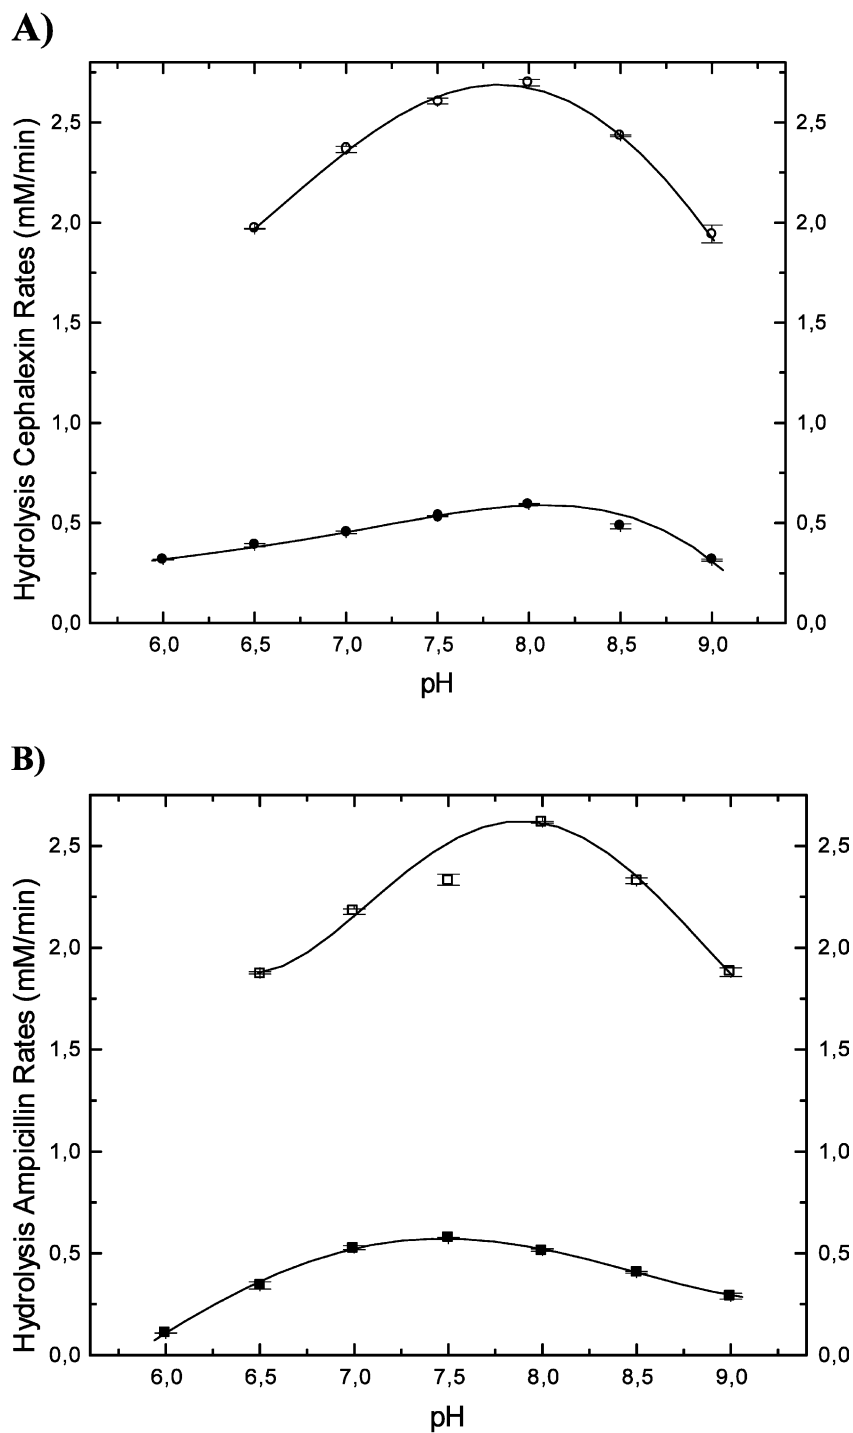 A)
Hydrolysis Cephalexin Rates (mM/min)
2,5 2,5
2,0 2,0
1,5 1,5
1,0 1,0
0,5 0,5
0,0 0,0
6,0 6,5 7,0 7,5 8,0 8,5 9,0
pH
B)
Hydrolysis Ampicillin Rates (mM/min)
2,5 2,5
2,0 2,0
1,5 1,5
1,0 1,0
0,5 0,5
0,0 0,0
6,0 6,5 7,0 7,5 8,0 8,5 9,0
pH